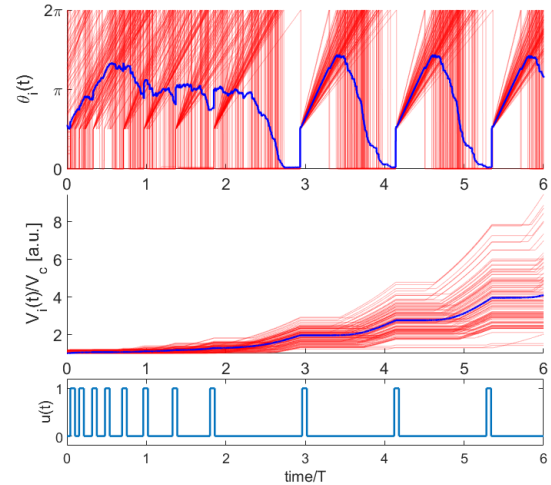 2π
π
0
θᵢ(t)
0 1 2 3 4 5 6
8
6
4
2
Vᵢ(t)/V꜀ [a.u.]
0 1 2 3 4 5 6
1
0
u(t)
0 1 2 3 4 5 6
time/T